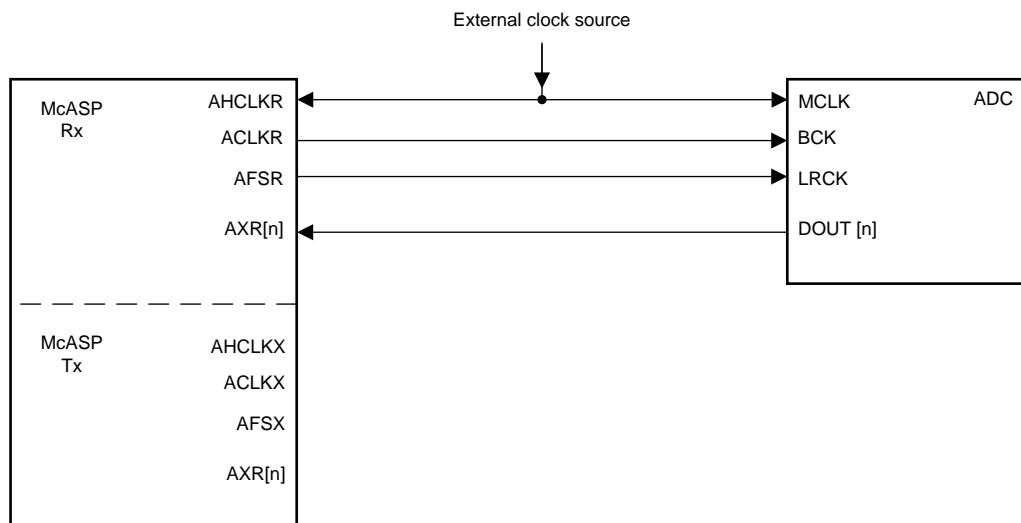 External clock source
McASP
Rx
AHCLKR
ACLKR
AFSR
AXR[n]
MCLK
ADC
BCK
LRCK
DOUT [n]
McASP
Tx
AHCLKX
ACLKX
AFSX
AXR[n]